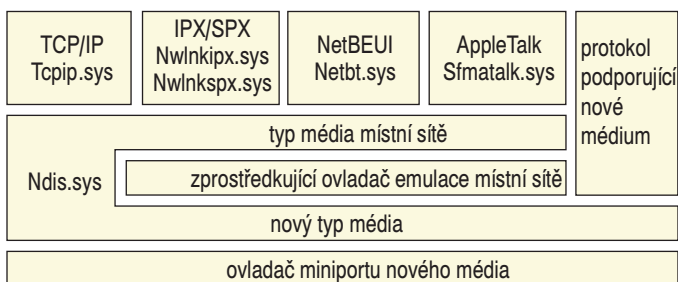 TCP/IP
Tcpip.sys
IPX/SPX
Nwlnkipx.sys
Nwlnkspx.sys
NetBEUI
Netbt.sys
AppleTalk
Sfmatalk.sys
protokol
podporující
nové
médium
typ média místní sítě
Ndis.sys
zprostředkující ovladač emulace místní sítě
nový typ média
ovladač miniportu nového média